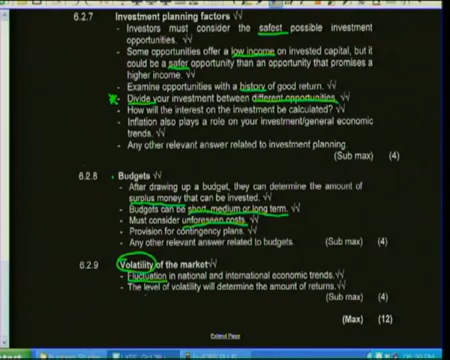 6.2.7 Investment planning factors √√
- Investors must consider the safest possible investment
opportunities. √√
- Some opportunities offer a low income on invested capital, but it
could be a safer opportunity than an opportunity that promises a
higher income. √√
- Examine opportunities with a history of good return. √√
- Divide your investment between different opportunities. √√
- How will the interest on the investment be calculated? √√
- Inflation also plays a role on your investment/general economic
trends. √√
- Any other relevant answer related to investment planning.
(Sub max) (4)
6.2.8 Budgets √√
- After drawing up a budget, they can determine the amount of
surplus money that can be invested. √√
- Budgets can be short, medium or long term. √√
- Must consider unforeseen costs. √√
- Provision for contingency plans. √√
- Any other relevant answer related to budgets. (Sub max) (4)
6.2.9 Volatility of the market √√
- Fluctuation in national and international economic trends. √√
- The level of volatility will determine the amount of returns. √√
(Sub max) (4)
(Max) (12)
Extend Page